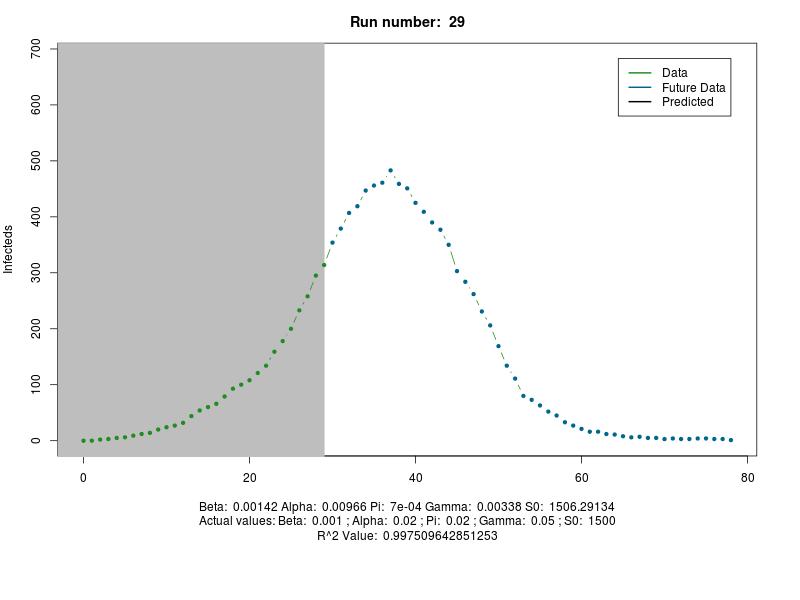 Run number: 29
700
600
500
400
300
200
100
0
Infecteds
Data
Future Data
Predicted
0 20 40 60 80
Beta: 0.00142 Alpha: 0.00966 Pi: 7e-04 Gamma: 0.00338 S0: 1506.29134
Actual values: Beta: 0.001 ; Alpha: 0.02 ; Pi: 0.02 ; Gamma: 0.05 ; S0: 1500
R^2 Value: 0.997509642851253